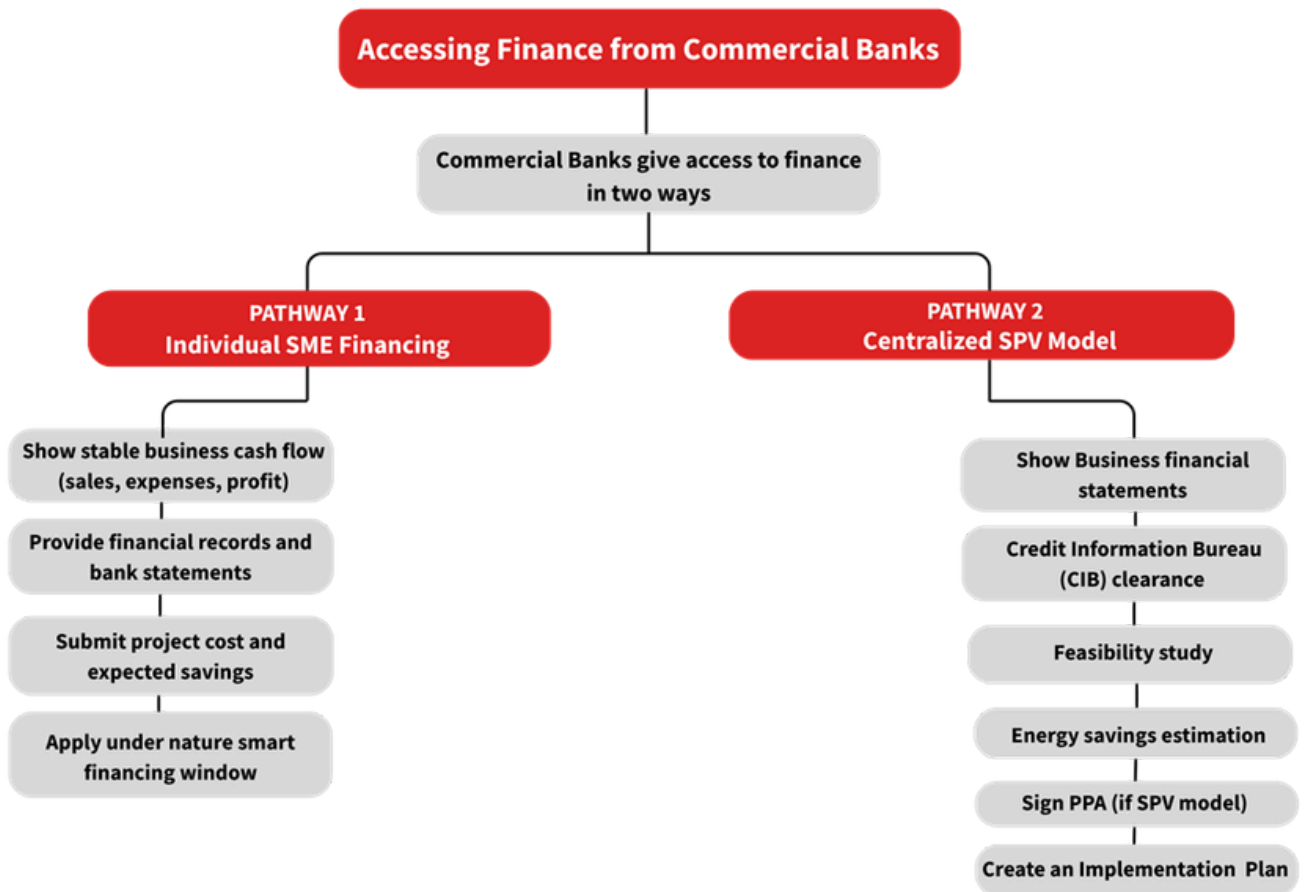 Accessing Finance from Commercial Banks
Commercial Banks give access to finance
in two ways
PATHWAY 1
Individual SME Financing
Show stable business cash flow
(sales, expenses, profit)
Provide financial records and
bank statements
Submit project cost and
expected savings
Apply under nature smart
financing window
PATHWAY 2
Centralized SPV Model
Show Business financial
statements
Credit Information Bureau
(CIB) clearance
Feasibility study
Energy savings estimation
Sign PPA (if SPV model)
Create an Implementation Plan